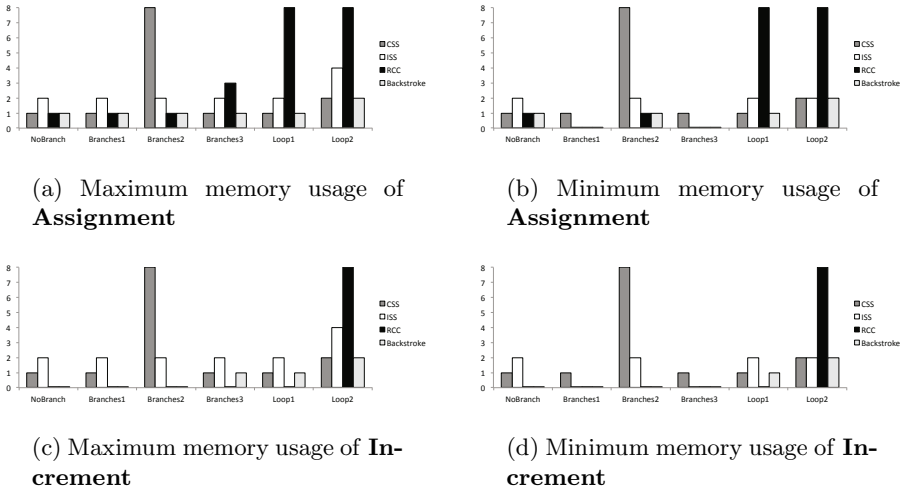 8
7
6
5
4
3
2
1
0
NoBranch Branches1 Branches2 Branches3 Loop1 Loop2
CSS
ISS
RCC
Backstroke
(a) Maximum memory usage of
Assignment
8
7
6
5
4
3
2
1
0
NoBranch Branches1 Branches2 Branches3 Loop1 Loop2
CSS
ISS
RCC
Backstroke
(b) Minimum memory usage of
Assignment
8
7
6
5
4
3
2
1
0
NoBranch Branches1 Branches2 Branches3 Loop1 Loop2
CSS
ISS
RCC
Backstroke
(c) Maximum memory usage of In-
crement
8
7
6
5
4
3
2
1
0
NoBranch Branches1 Branches2 Branches3 Loop1 Loop2
CSS
ISS
RCC
Backstroke
(d) Minimum memory usage of In-
crement